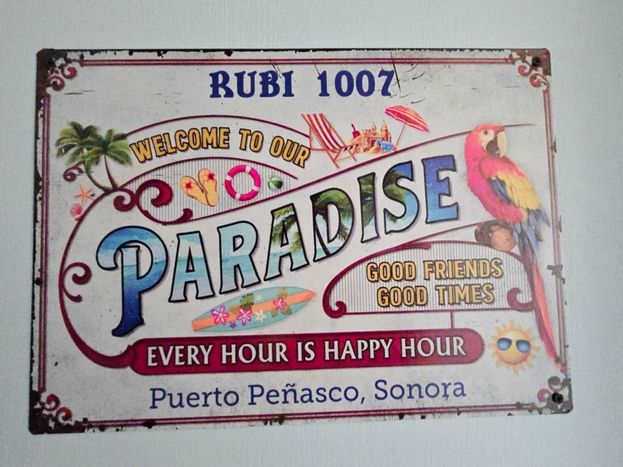 RUBI 1007
WELCOME TO OUR
PARADISE
GOOD FRIENDS
GOOD TIMES
EVERY HOUR IS HAPPY HOUR
Puerto Peñasco, Sonora